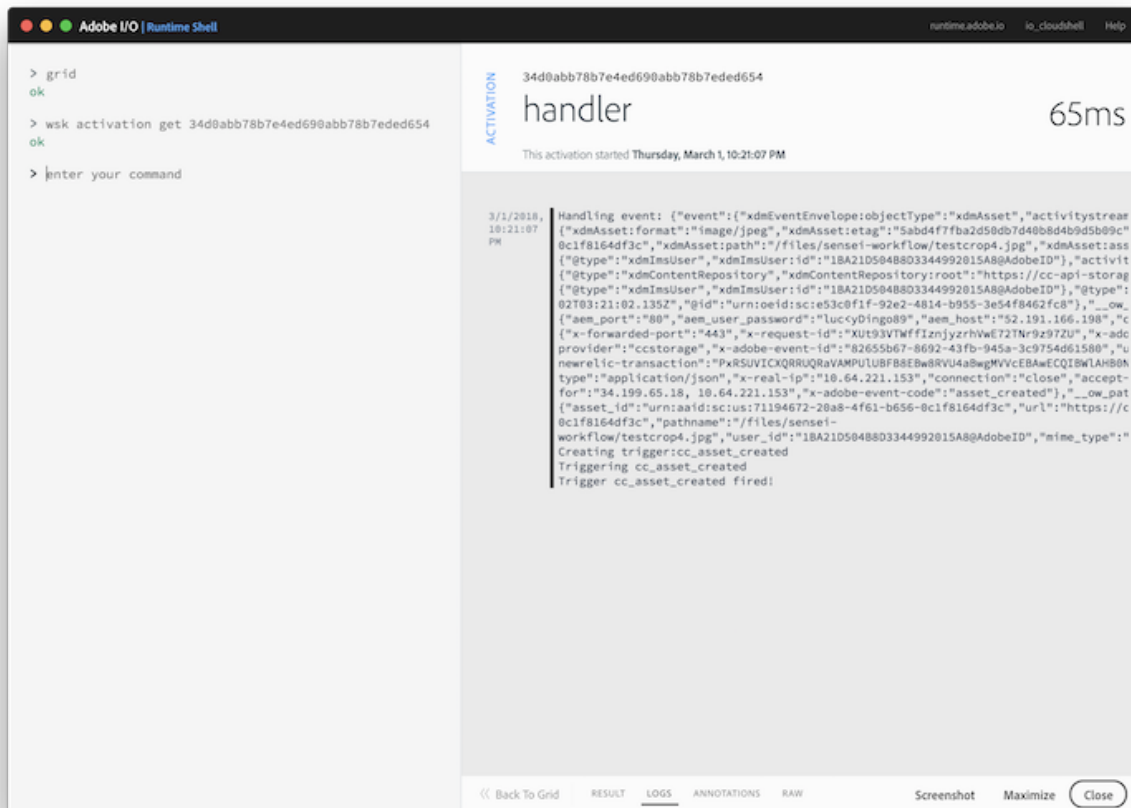 Adobe I/O | Runtime Shell
runtime.adobe.io io_cloudshell Help
> grid
ok
> wsk activation get 34d0abb78b7e4ed690abb78b7eded654
ok
> enter your command
ACTIVATION
34d0abb78b7e4ed690abb78b7eded654
handler
65ms
This activation started Thursday, March 1, 10:21:07 PM
3/1/2018,
10:21:07
PM
Handling event: {"event":{"xdmEventEnvelope:objectType":"xdmAsset","activitystream
{"xdmAsset:format":"image/jpeg","xdmAsset:etag":"5abd4f7fba2d50db7d40b8d4b9d5b09c"
0c1f8164df3c","xdmAsset:path":"/files/sensei-workflow/testcrop4.jpg","xdmAsset:ass
{"@type":"xdmImsUser","xdmImsUser:id":"1BA21D504B8D3344992015A8@AdobeID"},"activit
{"@type":"xdmContentRepository","xdmContentRepository:root":"https://cc-api-storag
{"@type":"xdmImsUser","xdmImsUser:id":"1BA21D504B8D3344992015A8@AdobeID"},"@type":
02T03:21:02.135Z","@id":"urn:oeid:sc:e53c0f1f-92e2-4814-b955-3e54f8462fc8"},"__ow_
{"aem_port":"80","aem_user_password":"luc<yDingo89","aem_host":"52.191.166.198","c
{"x-forwarded-port":"443","x-request-id":"XUt93VTWffIznjyzrhVwE72TNr9z97ZU","x-adc
provider":"ccstorage","x-adobe-event-id":"82655b67-8692-43fb-945a-3c9754d61580","u
newrelic-transaction":
type":"application/json","x-real-ip":"10.64.221.153","connection":"close","accept-
for":"34.199.65.18, 10.64.221.153","x-adobe-event-code":"asset_created"},"__ow_pat
{"asset_id":"urn:aaid:sc:us:71194672-20a8-4f61-b656-0c1f8164df3c","url":"https://c
0c1f8164df3c","pathname":"/files/sensei-
workflow/testcrop4.jpg","user_id":"1BA21D504B8D3344992015A8@AdobeID","mime_type":"
Creating trigger:cc_asset_created
Triggering cc_asset_created
Trigger cc_asset_created fired!
Back To Grid RESULT LOGS ANNOTATIONS RAW Screenshot Maximize Close